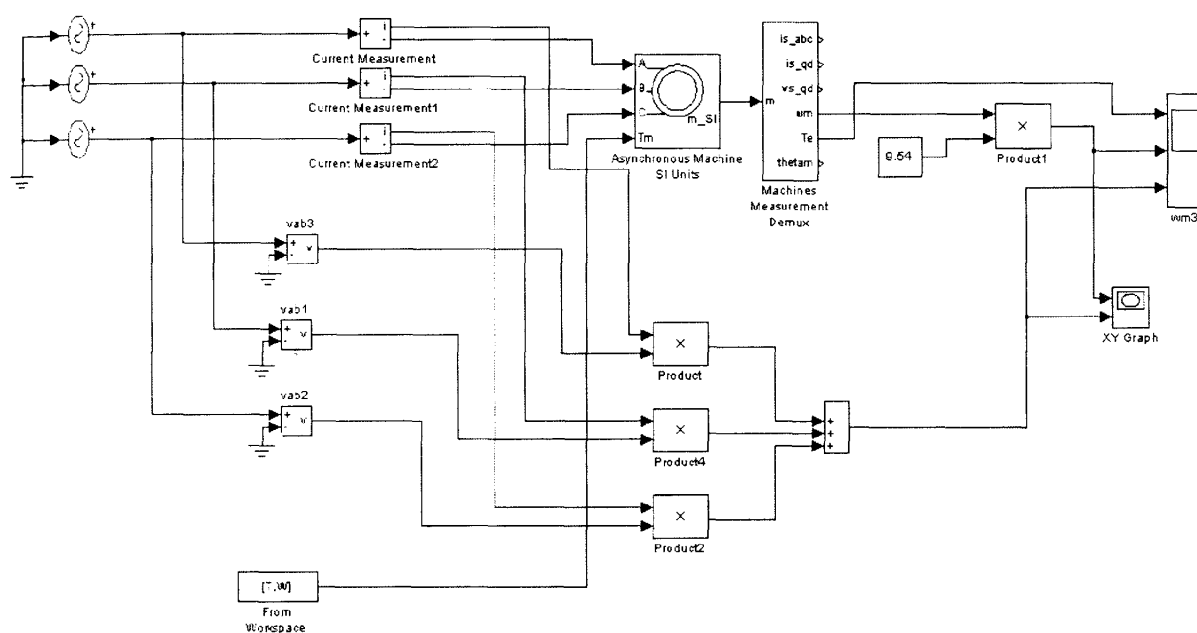 +
+
+
+
i
-
Current Measurement
+
i
-
Current Measurement1
+
i
-
Current Measurement2
A
B
C
Tm
m_SI
Asynchronous Machine
SI Units
m
is_abc
is_qd
vs_qd
wm
Te
thetam
Machines
Measurement
Demux
9.54
×
Product1
wm3
vab3
+
-
v
vab1
+
-
v
vab2
+
-
v
×
Product
×
Product4
×
Product2
+
+
+
XY Graph
[T,W]
From
Workspace